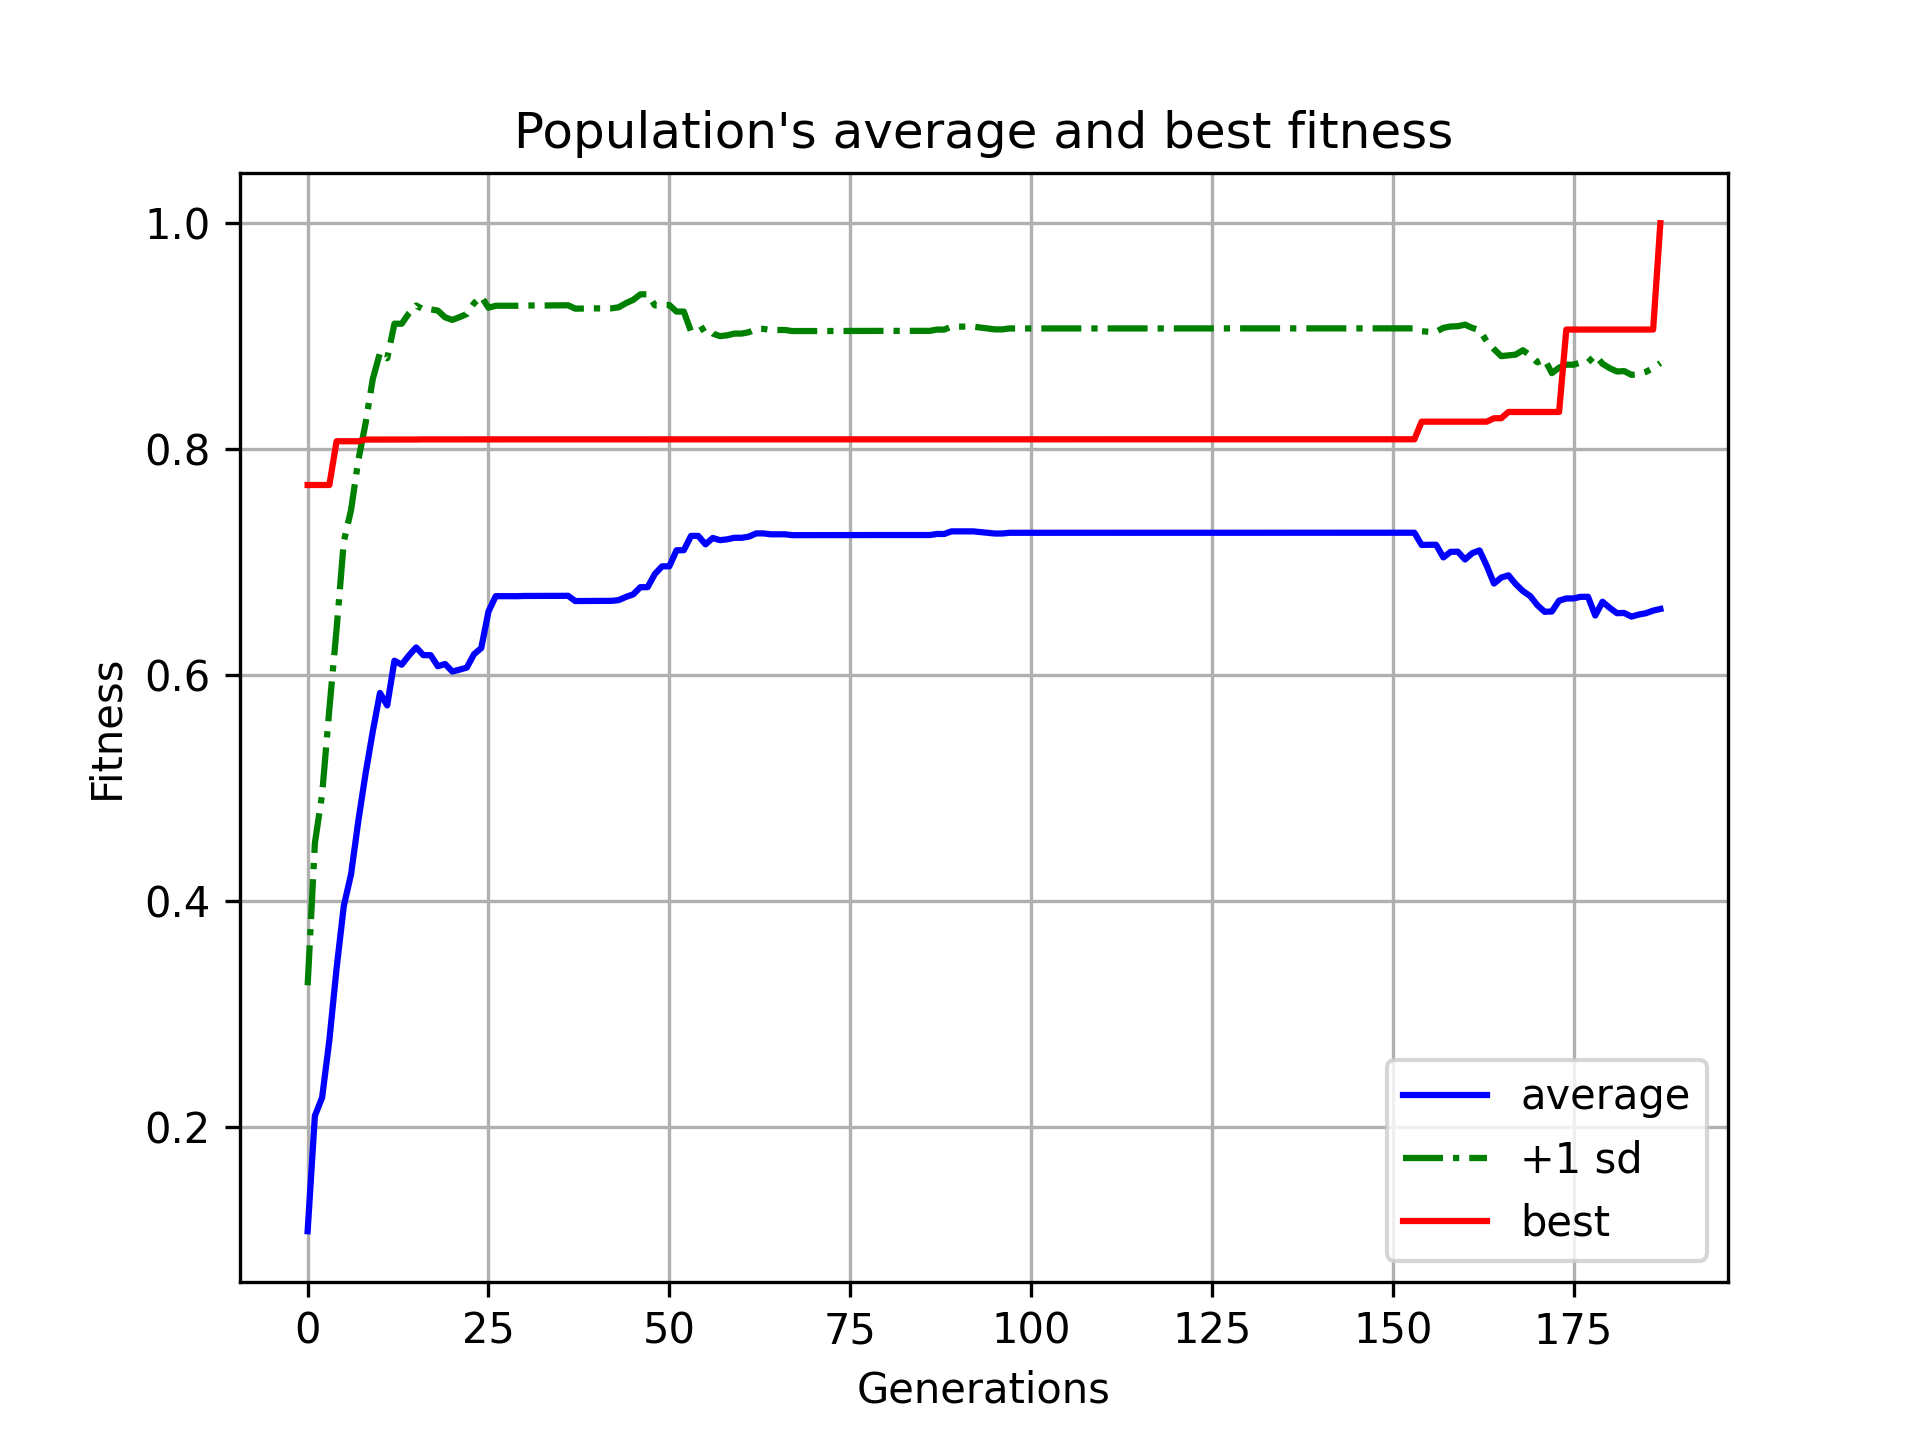 Population's average and best fitness
1.0
0.8
0.6
0.4
0.2
Fitness
average
+1 sd
best
0 25 50 75 100 125 150 175
Generations